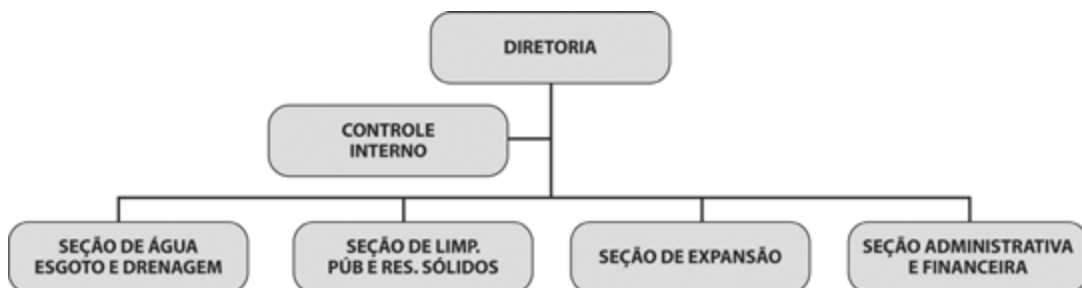 DIRETORIA
CONTROLE
INTERNO
SEÇÃO DE ÁGUA
ESGOTO E DRENAGEM
SEÇÃO DE LIMP.
PÚB E RES. SÓLIDOS
SEÇÃO DE EXPANSÃO
SEÇÃO ADMINISTRATIVA
E FINANCEIRA